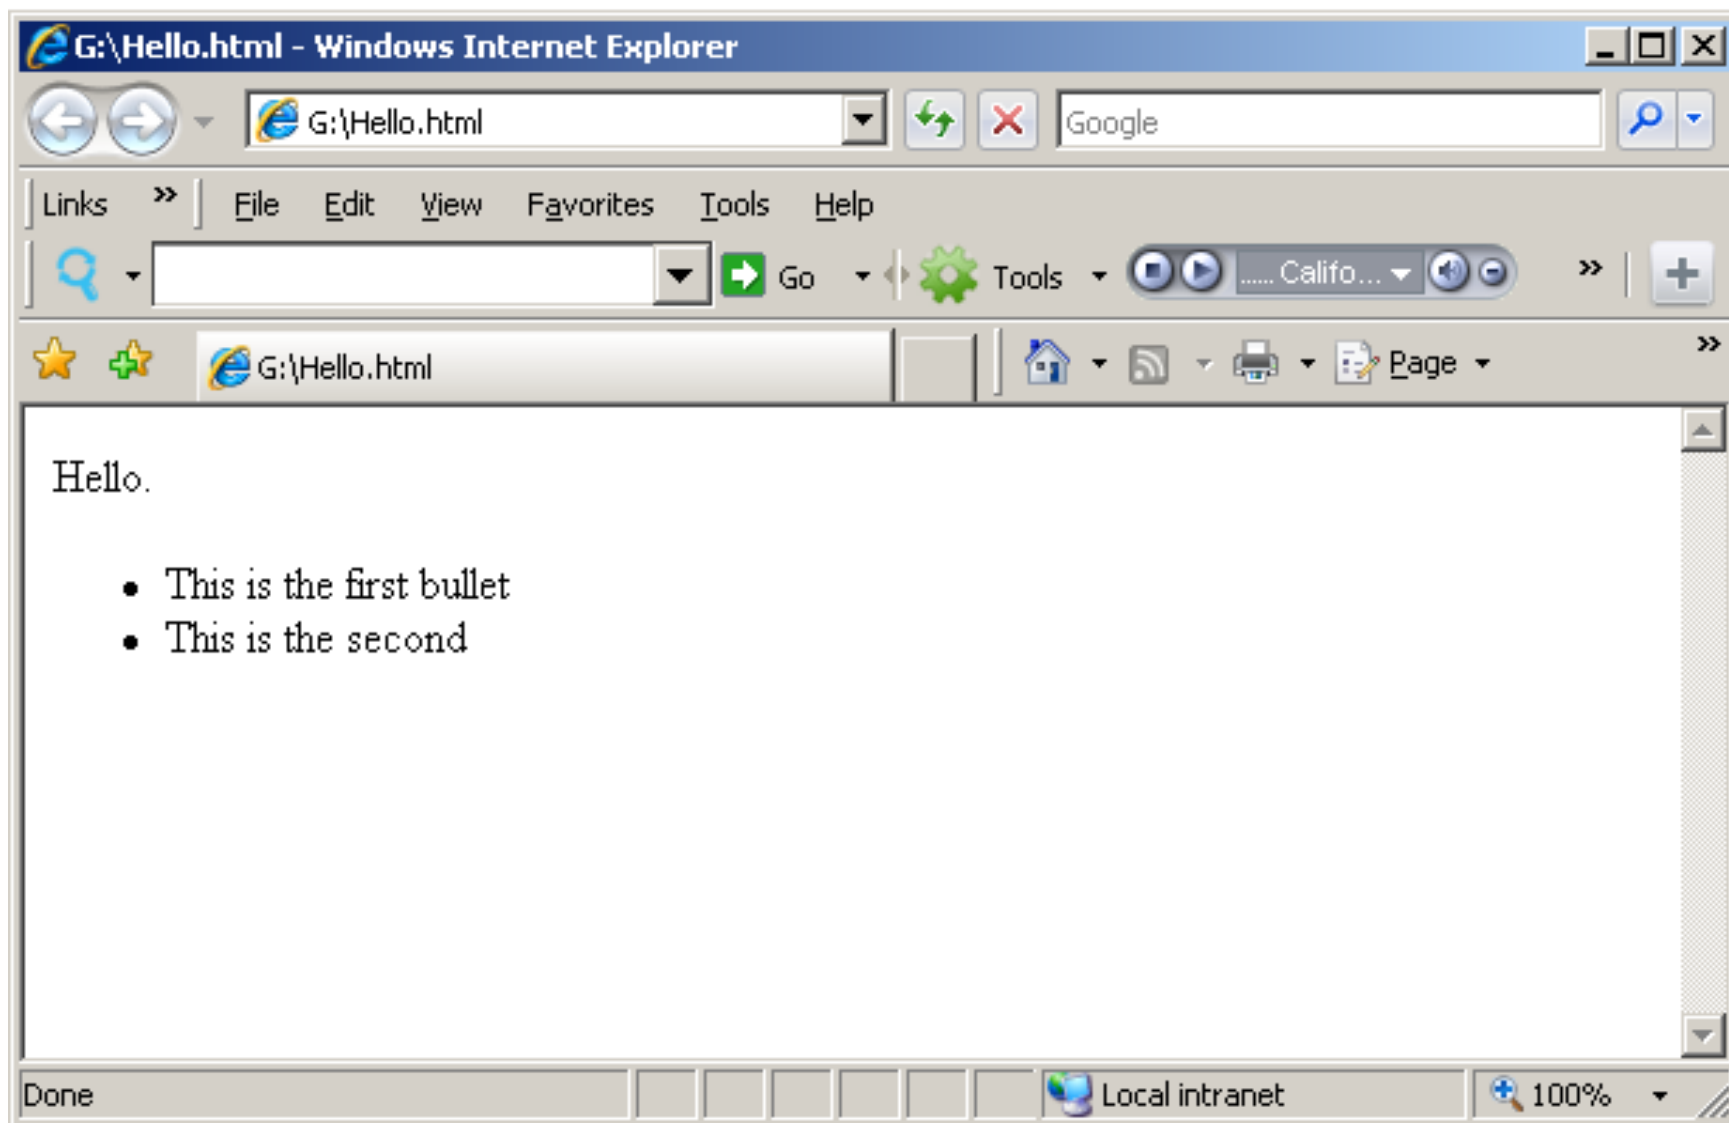 G:\Hello.html - Windows Internet Explorer
G:\Hello.html Google
Links » File Edit View Favorites Tools Help
Go Tools ...... Califo... »
G:\Hello.html Page »
Hello.
• This is the first bullet
• This is the second
Done Local intranet 100%